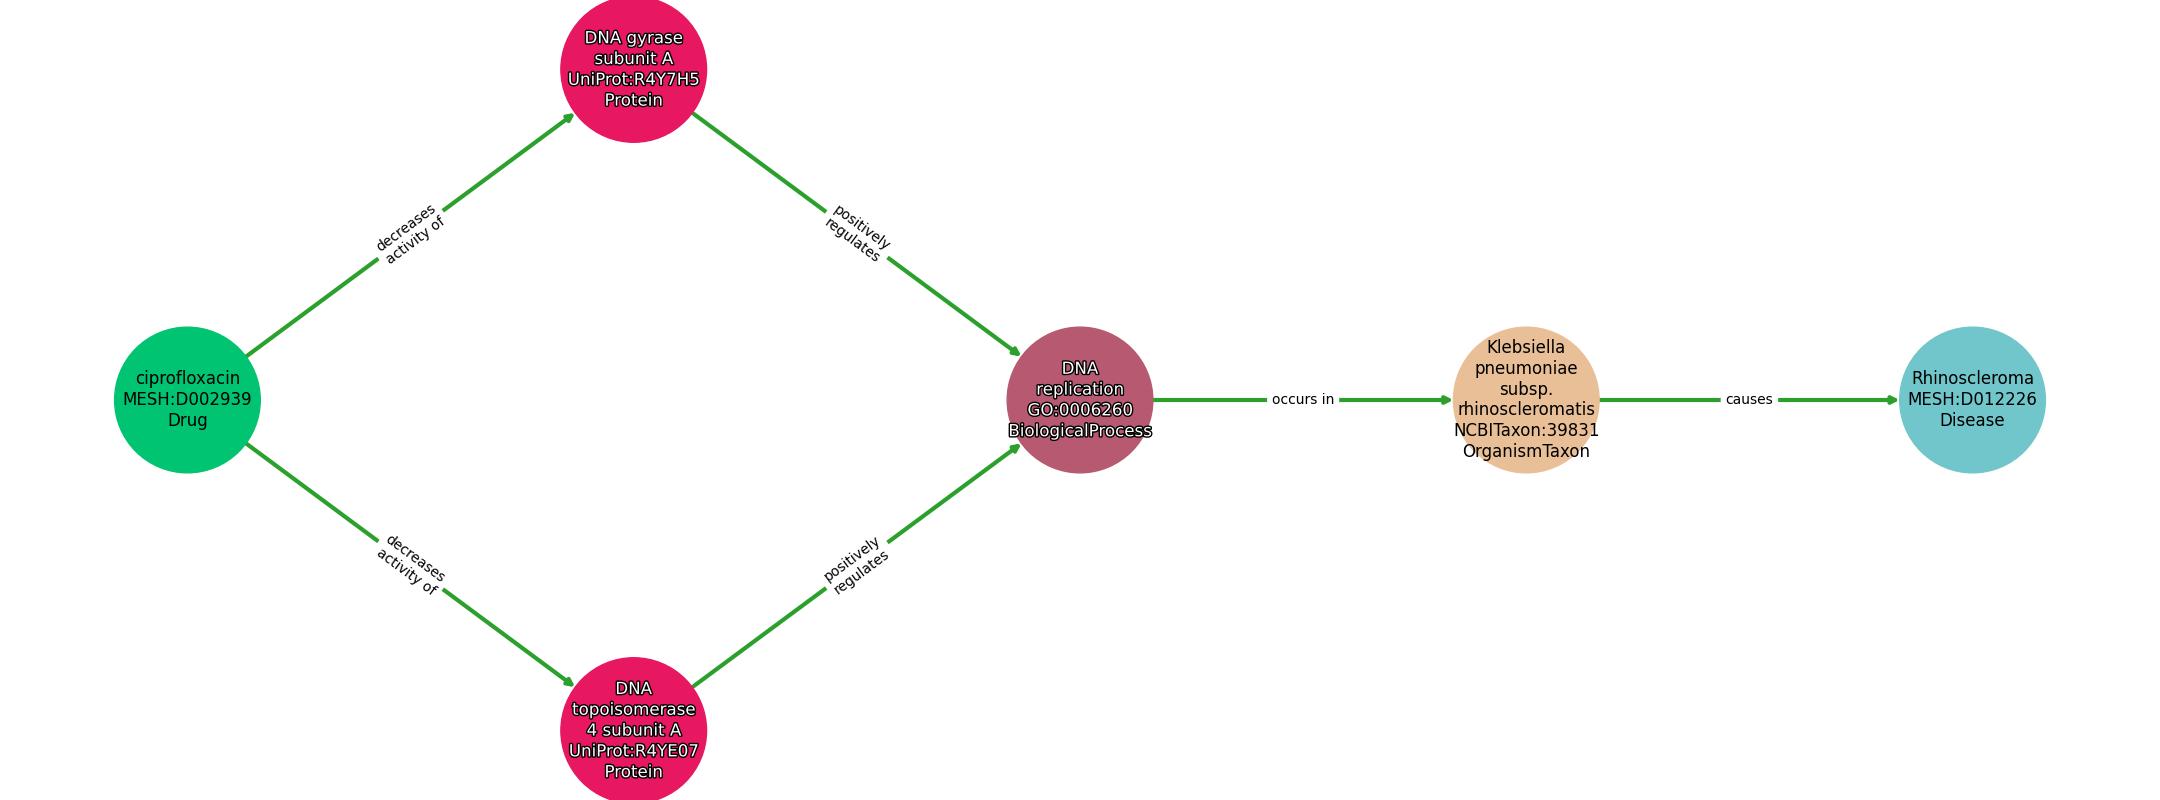 DNA gyrase
subunit A
UniProt:R4Y7H5
Protein
decreases
activity of
positively
regulates
ciprofloxacin
MESH:D002939
Drug
DNA
replication
GO:0006260
BiologicalProcess
occurs in
Klebsiella
pneumoniae
subsp.
rhinoscleromatis
NCBITaxon:39831
OrganismTaxon
causes
Rhinoscleroma
MESH:D012226
Disease
decreases
activity of
positively
regulates
DNA
topoisomerase
4 subunit A
UniProt:R4YE07
Protein